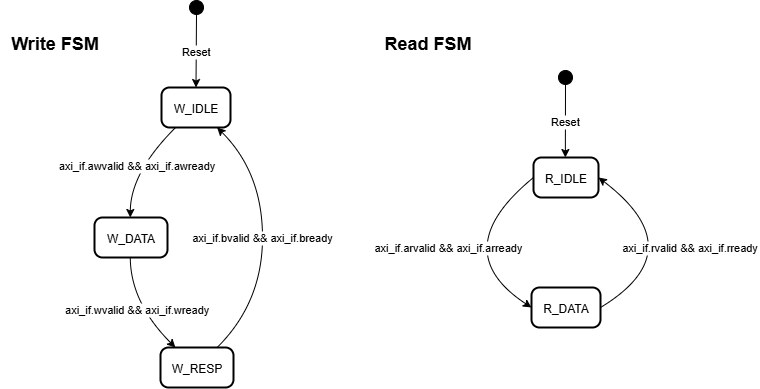 Write FSM
Reset
W_IDLE
axi_if.awvalid && axi_if.awready
W_DATA
axi_if.bvalid && axi_if.bready
axi_if.wvalid && axi_if.wready
W_RESP
Read FSM
Reset
R_IDLE
axi_if.arvalid && axi_if.arready
axi_if.rvalid && axi_if.rready
R_DATA